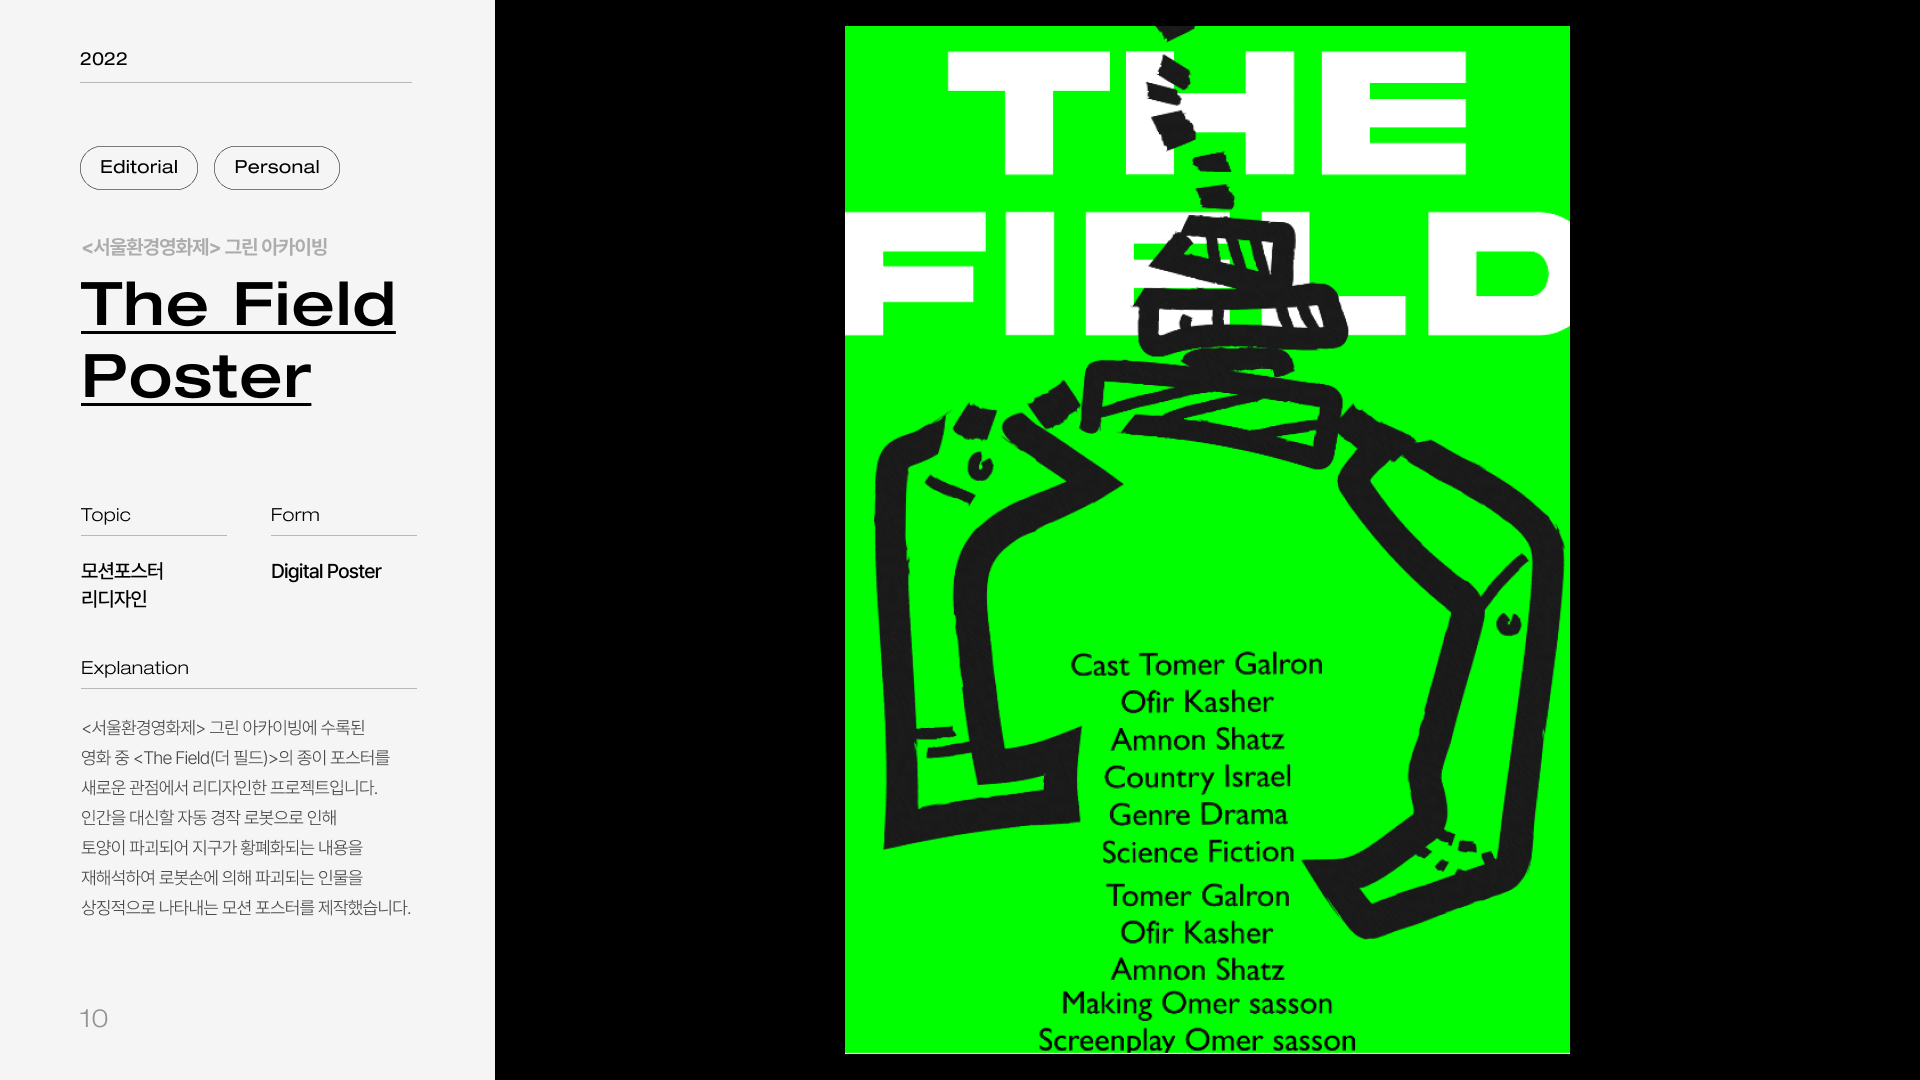 2022
Editorial
Personal
<서울환경영화제> 그린 아카이빙
The Field
Poster
Topic
모션포스터
리디자인
Form
Digital Poster
Explanation
<서울환경영화제> 그린 아카이빙에 수록된
영화 중 <The Field(더 필드)>의 종이 포스터를
새로운 관점에서 리디자인한 프로젝트입니다.
인간을 대신할 자동 경작 로봇으로 인해
토양이 파괴되어 지구가 황폐화되는 내용을
재해석하여 로봇손에 의해 파괴되는 인물을
상징적으로 나타내는 모션 포스터를 제작했습니다.
10
THE
FIELD
Cast Tomer Galron
Ofir Kasher
Amnon Shatz
Country Israel
Genre Drama
Science Fiction
Tomer Galron
Ofir Kasher
Amnon Shatz
Making Omer sasson
Screenplay Omer sasson